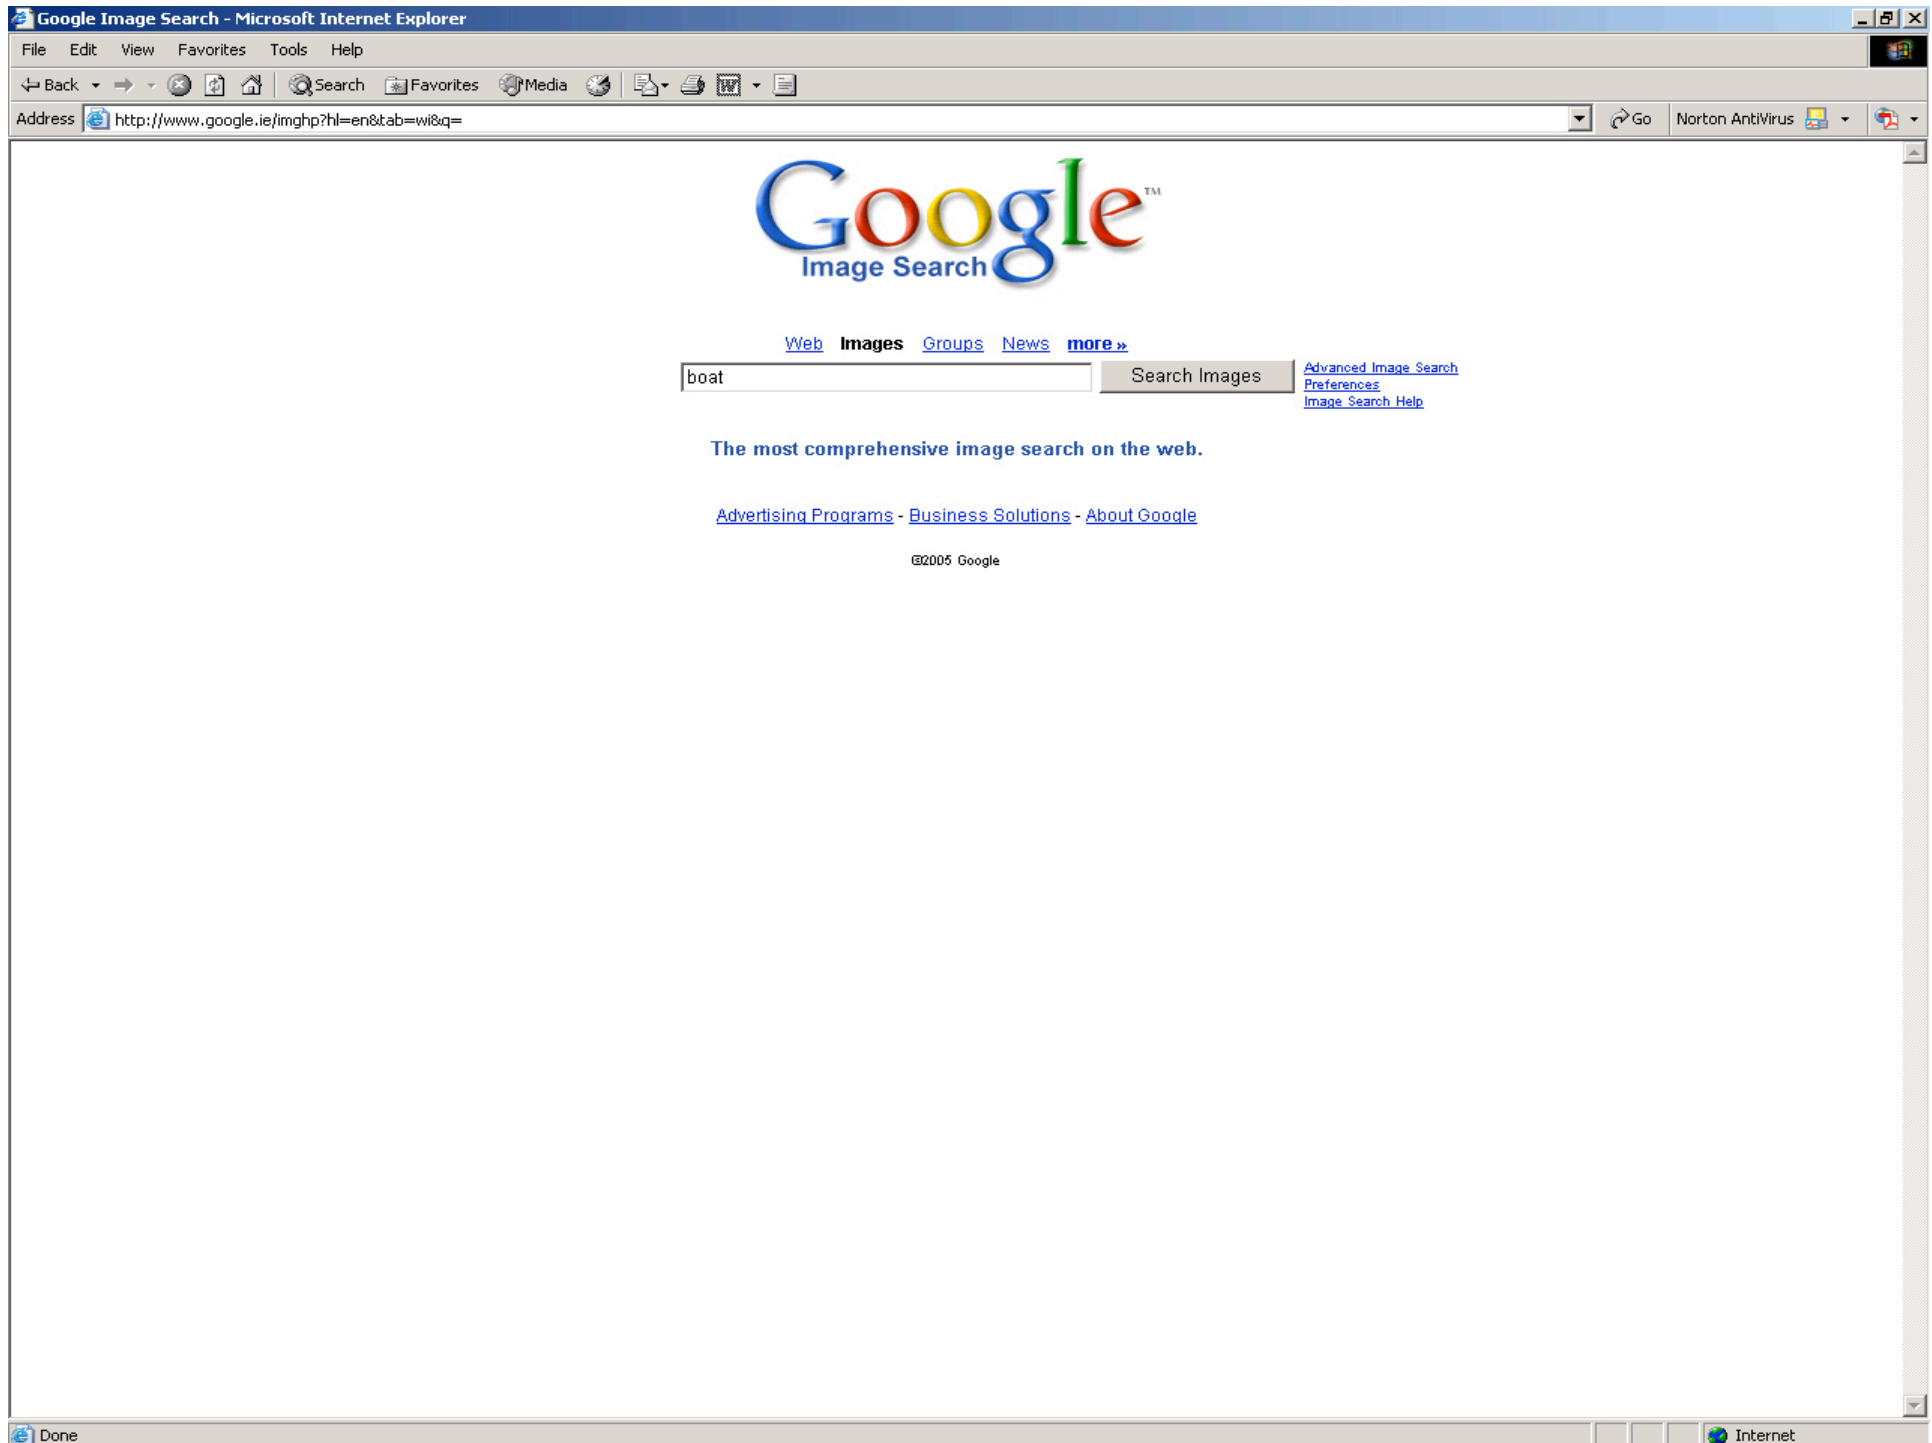 Google Image Search - Microsoft Internet Explorer
File Edit View Favorites Tools Help
Back Search Favorites Media
Address http://www.google.ie/imghp?hl=en&tab=wi&q= Go Norton AntiVirus
Google™
Image Search
Web Images Groups News more »
boat Search Images
Advanced Image Search
Preferences
Image Search Help
The most comprehensive image search on the web.
Advertising Programs - Business Solutions - About Google
©2005 Google
Done Internet